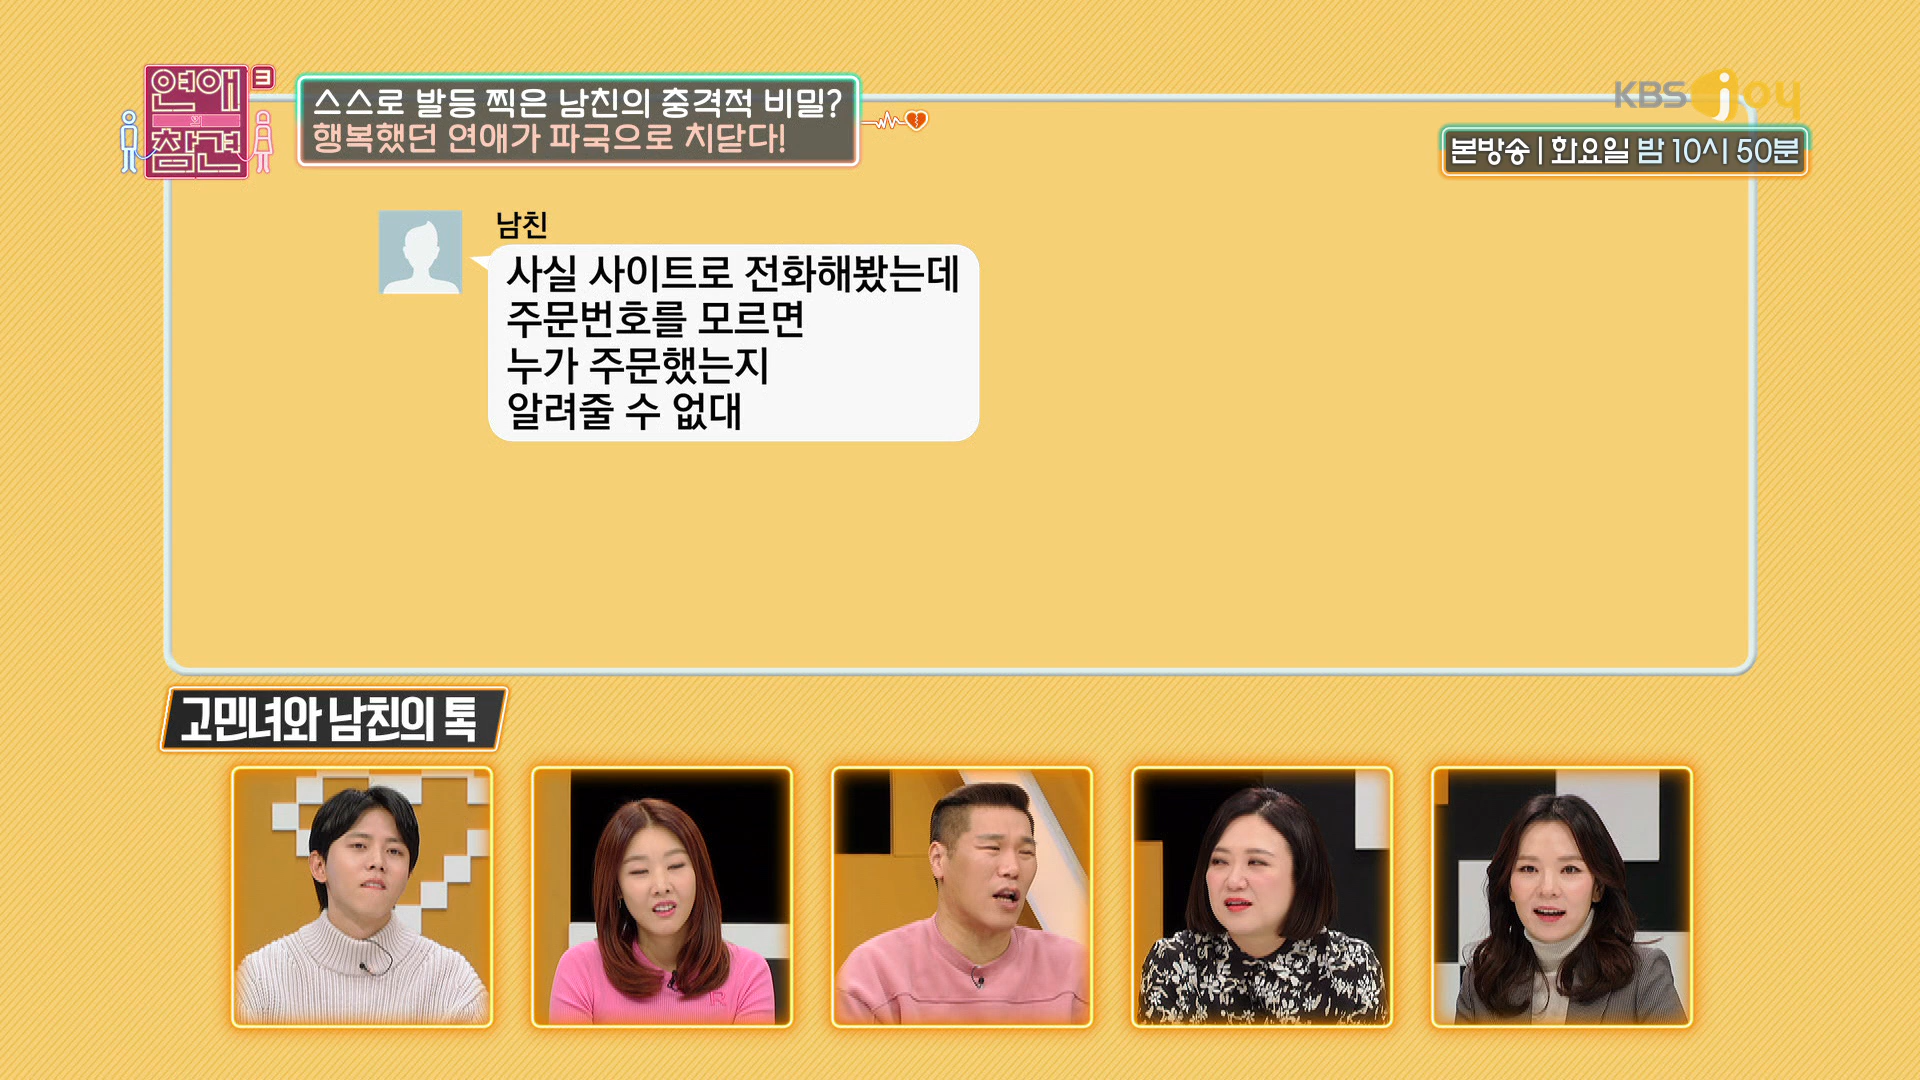 연애의 참견 3
스스로 발등 찍은 남친의 충격적 비밀?
행복했던 연애가 파국으로 치닫다!
KBS joy
본방송 | 화요일 밤 10시 50분
남친
사실 사이트로 전화해봤는데
주문번호를 모르면
누가 주문했는지
알려줄 수 없대
고민녀와 남친의 톡
R